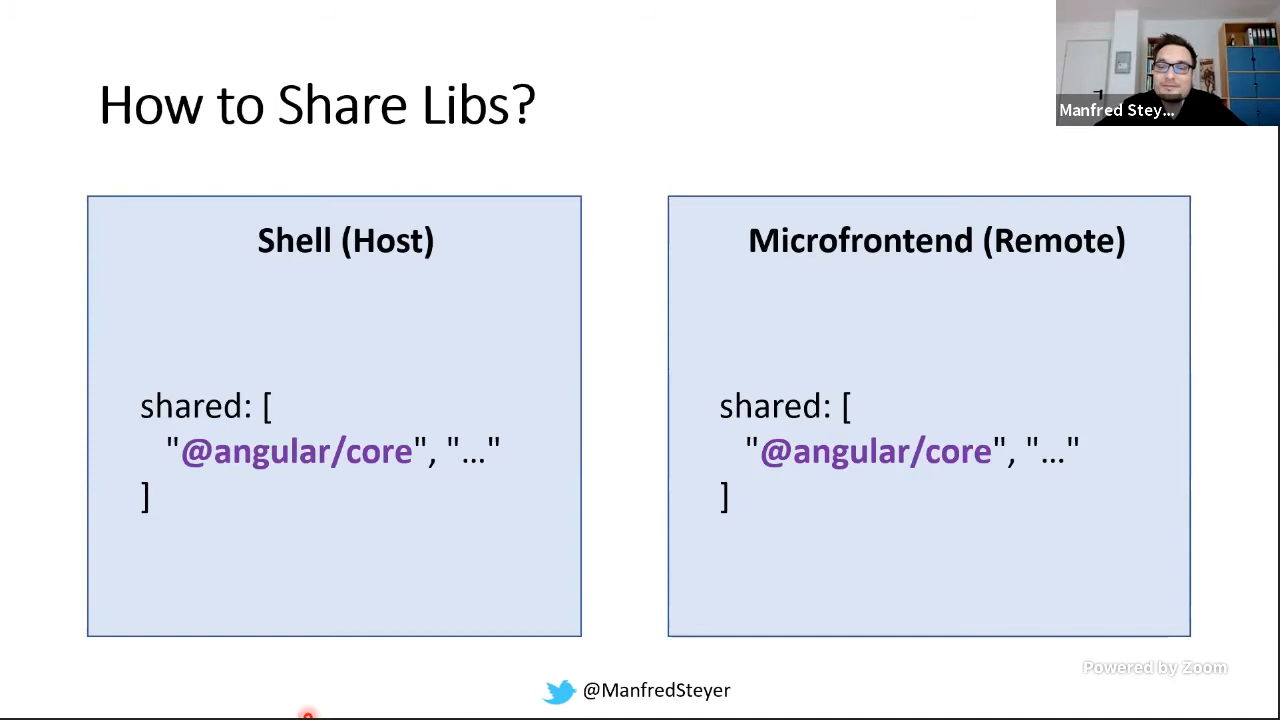 How to Share Libs?
Manfred Stey...
Shell (Host)
shared: [
"@angular/core", "..."
]
Microfrontend (Remote)
shared: [
"@angular/core", "..."
]
Powered by Zoom
@ManfredSteyer